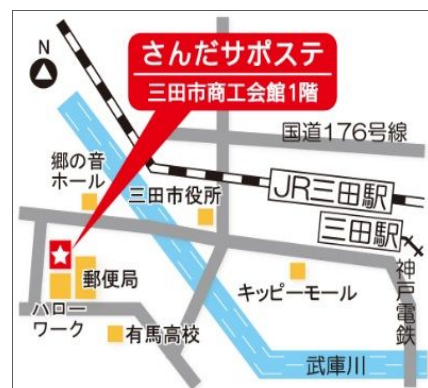 N
さんだサポステ
三田市商工会館1階
国道176号線
郷の音
ホール
三田市役所
JR三田駅
三田駅
郵便局
ハロー
ワーク
キッピーモール
神戸電鉄
有馬高校
武庫川